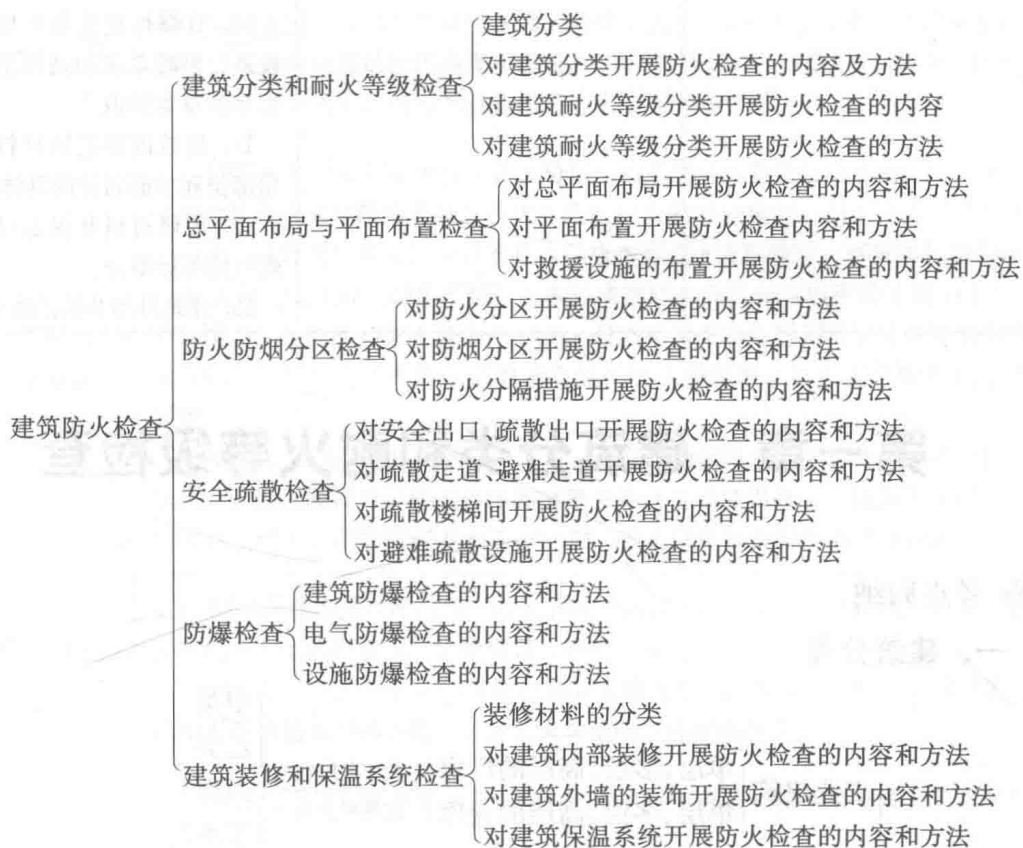 建筑分类
建筑分类和耐火等级检查
对建筑分类开展防火检查的内容及方法
对建筑耐火等级分类开展防火检查的内容
对建筑耐火等级分类开展防火检查的方法
对总平面布局开展防火检查的内容和方法
总平面布局与平面布置检查
对平面布置开展防火检查内容和方法
对救援设施的布置开展防火检查的内容和方法
对防火分区开展防火检查的内容和方法
防火防烟分区检查
对防烟分区开展防火检查的内容和方法
对防火分隔措施开展防火检查的内容和方法
建筑防火检查
对安全出口、疏散出口开展防火检查的内容和方法
对疏散走道、避难走道开展防火检查的内容和方法
安全疏散检查
对疏散楼梯间开展防火检查的内容和方法
对避难疏散设施开展防火检查的内容和方法
建筑防爆检查的内容和方法
防爆检查
电气防爆检查的内容和方法
设施防爆检查的内容和方法
装修材料的分类
对建筑内部装修开展防火检查的内容和方法
建筑装修和保温系统检查
对建筑外墙的装饰开展防火检查的内容和方法
对建筑保温系统开展防火检查的内容和方法
第一章 建筑分类和耐火等级检查
一、建筑分类